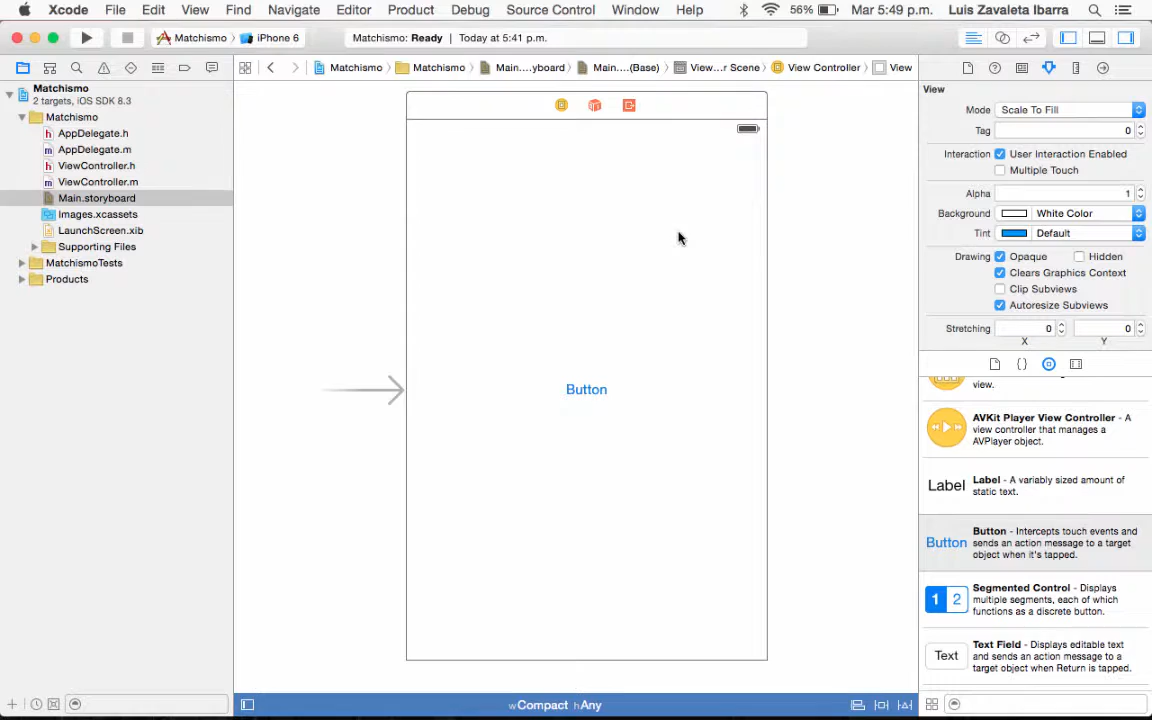 Xcode File Edit View Find Navigate Editor Product Debug Source Control Window Help 56% Mar 5:49 p.m. Luis Zavaleta Ibarra
Matchismo iPhone 6 Matchismo: Ready Today at 5:41 p.m.
Matchismo Matchismo Main....yboard Main....(Base) View...r Scene View Controller View
Matchismo
2 targets, iOS SDK 8.3
Matchismo
h AppDelegate.h
m AppDelegate.m
h ViewController.h
m ViewController.m
Main.storyboard
Images.xcassets
LaunchScreen.xib
Supporting Files
MatchismoTests
Products
Button
wCompact hAny
View
Mode Scale To Fill
Tag 0
Interaction User Interaction Enabled
Multiple Touch
Alpha 1
Background White Color
Tint Default
Drawing Opaque Hidden
Clears Graphics Context
Clip Subviews
Autoresize Subviews
Stretching 0 0
X Y
view.
AVKit Player View Controller - A
view controller that manages a
AVPlayer object.
Label Label - A variably sized amount of
static text.
Button Button - Intercepts touch events and
sends an action message to a target
object when it's tapped.
1 2 Segmented Control - Displays
multiple segments, each of which
functions as a discrete button.
Text Text Field - Displays editable text
and sends an action message to a
target object when Return is tapped.